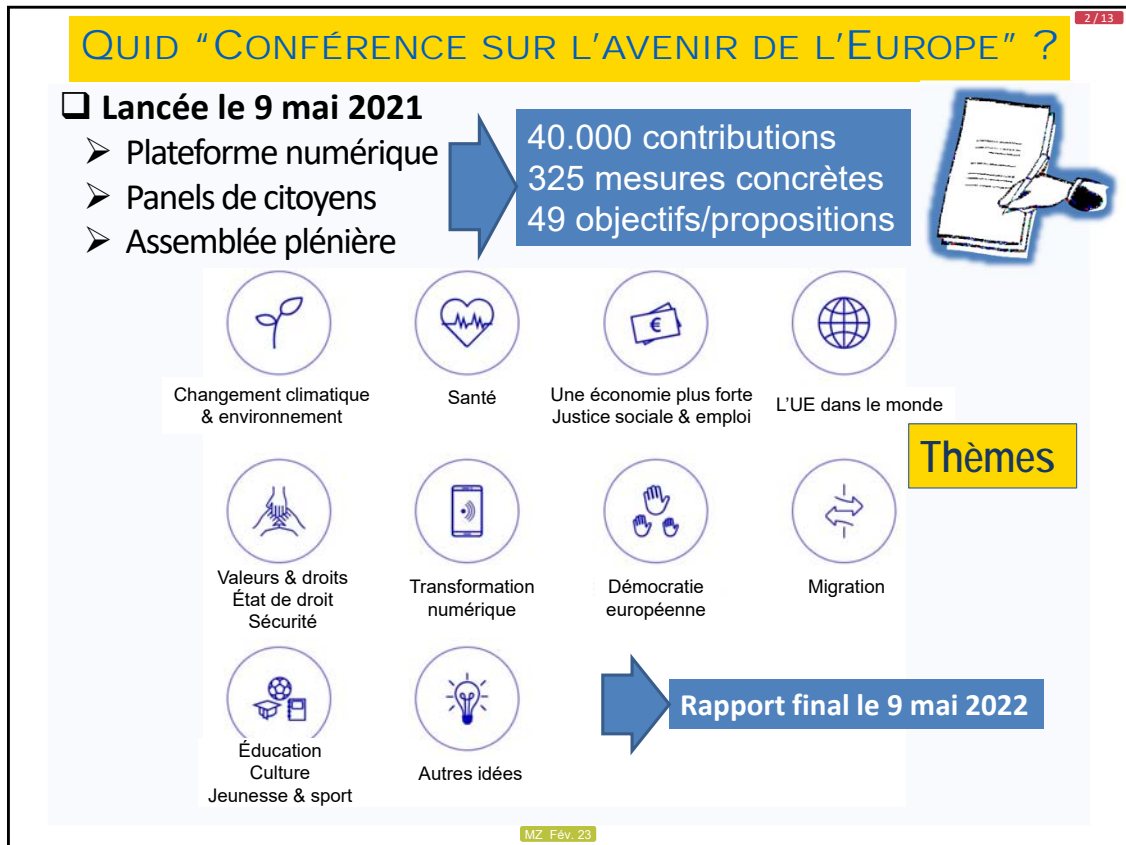 2 / 13
QUID “CONFÉRENCE SUR L'AVENIR DE L'EUROPE” ?
Lancée le 9 mai 2021
Plateforme numérique
Panels de citoyens
Assemblée plénière
40.000 contributions
325 mesures concrètes
49 objectifs/propositions
Changement climatique
& environnement
Santé
Une économie plus forte
Justice sociale & emploi
L'UE dans le monde
Thèmes
Valeurs & droits
État de droit
Sécurité
Transformation
numérique
Démocratie
européenne
Migration
Éducation
Culture
Jeunesse & sport
Autres idées
Rapport final le 9 mai 2022
MZ Fév. 23